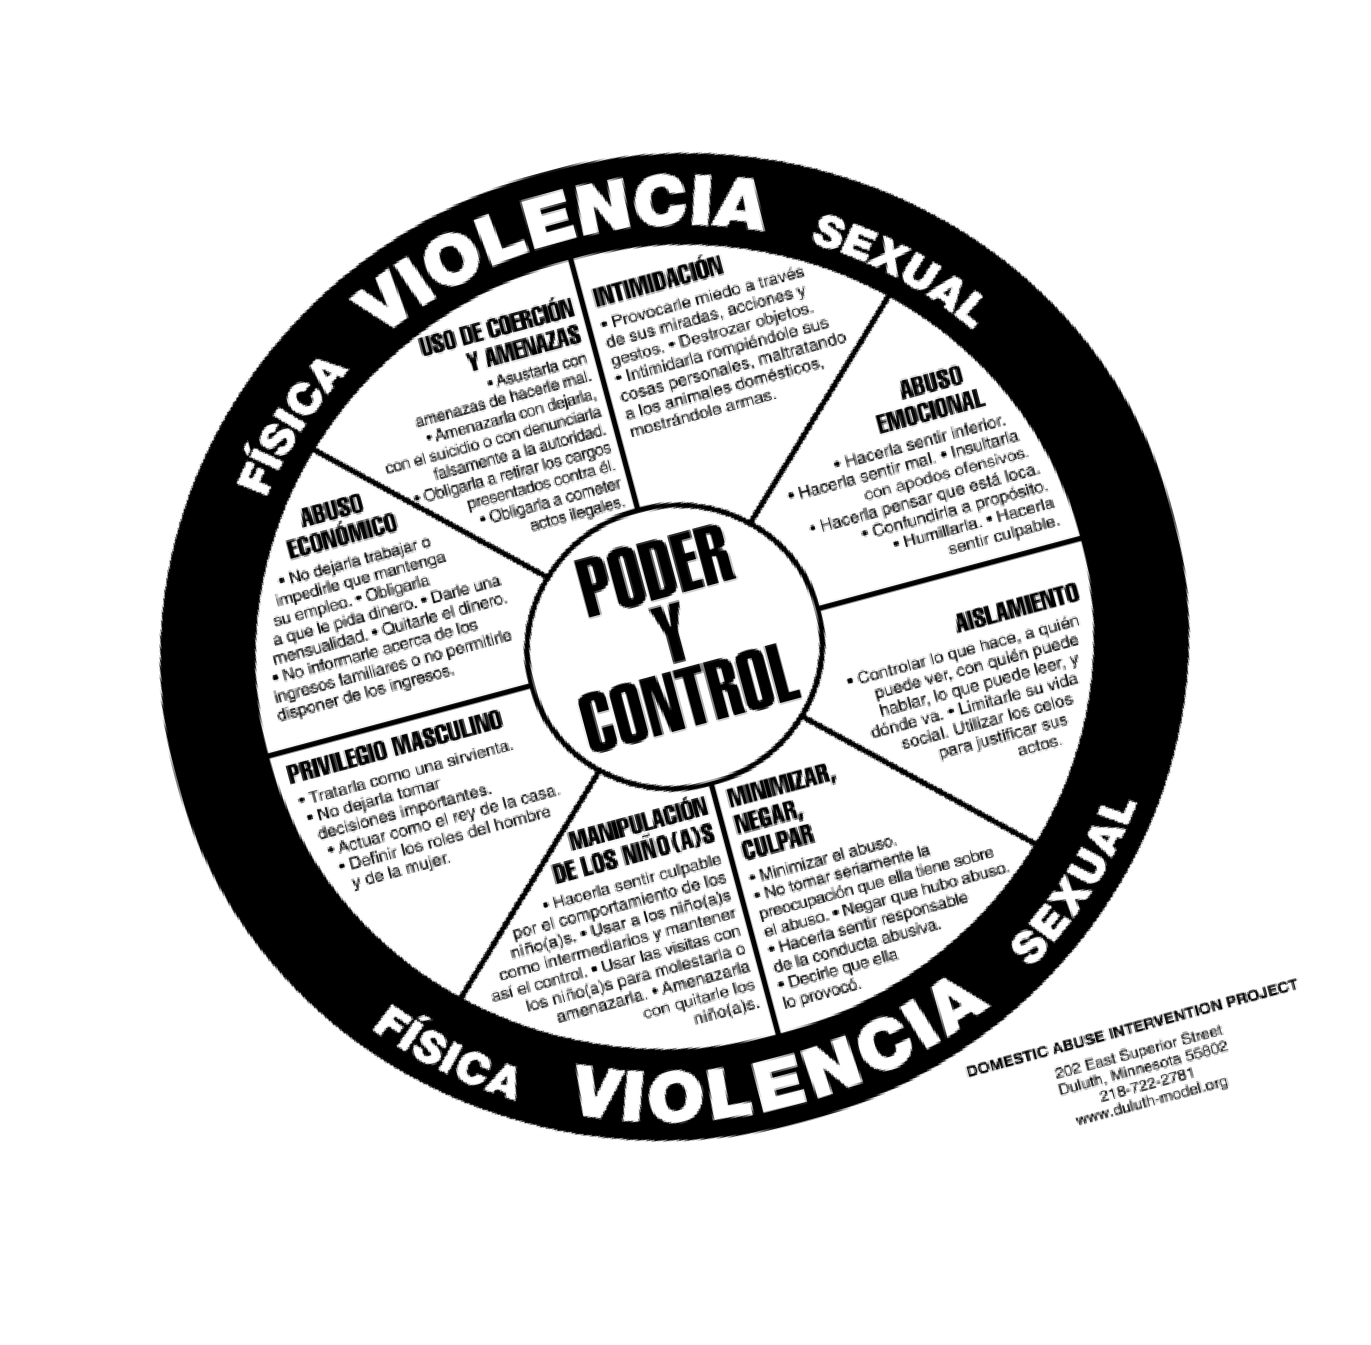 VIOLENCIA
FÍSICA
SEXUAL
USO DE COERCIÓN
Y AMENAZAS
• Asustarla con
amenazas de hacerle mal.
• Amenazarla con dejarla,
con el suicidio o con denunciarla
falsamente a la autoridad.
• Obligarla a retirar los cargos
presentados contra él.
• Obligarla a cometer
actos ilegales.
INTIMIDACIÓN
• Provocarle miedo a través
de sus miradas, acciones y
gestos. • Destrozar objetos.
• Intimidarla rompiéndole sus
cosas personales, maltratando
a los animales domésticos,
mostrándole armas.
ABUSO
EMOCIONAL
• Hacerla sentir inferior.
• Hacerla sentir mal. • Insultarla
con apodos ofensivos.
• Hacerla pensar que está loca.
• Confundirla a propósito.
• Humillarla. • Hacerla
sentir culpable.
AISLAMIENTO
• Controlar lo que hace, a quién
puede ver, con quién puede
hablar, lo que puede leer, y
dónde va. • Limitarle su vida
social. Utilizar los celos
para justificar sus
actos.
MINIMIZAR,
NEGAR,
CULPAR
• Minimizar el abuso.
• No tomar seriamente la
preocupación que ella tiene sobre
el abuso. • Negar que hubo abuso.
• Hacerla sentir responsable
de la conducta abusiva.
• Decirle que ella
lo provocó.
MANIPULACIÓN
DE LOS NIÑO(A)S
• Hacerla sentir culpable
por el comportamiento de los
niño(a)s. • Usar a los niño(a)s
como intermediarios y mantener
así el control. • Usar las visitas con
los niño(a)s para molestarla o
amenazarla. • Amenazarla
con quitarle los
niño(a)s.
PRIVILEGIO MASCULINO
• Tratarla como una sirvienta.
• No dejarla tomar
decisiones importantes.
• Actuar como el rey de la casa.
• Definir los roles del hombre
y de la mujer.
ABUSO
ECONÓMICO
• No dejarla trabajar o
impedirle que mantenga
su empleo. • Obligarla
a que le pida dinero. • Darle una
mensualidad. • Quitarle el dinero.
• No informarle acerca de los
ingresos familiares o no permitirle
disponer de los ingresos.
PODER
Y
CONTROL
FÍSICA
VIOLENCIA
SEXUAL
DOMESTIC ABUSE INTERVENTION PROJECT
202 East Superior Street
Duluth, Minnesota 55802
218-722-2781
www.duluth-model.org